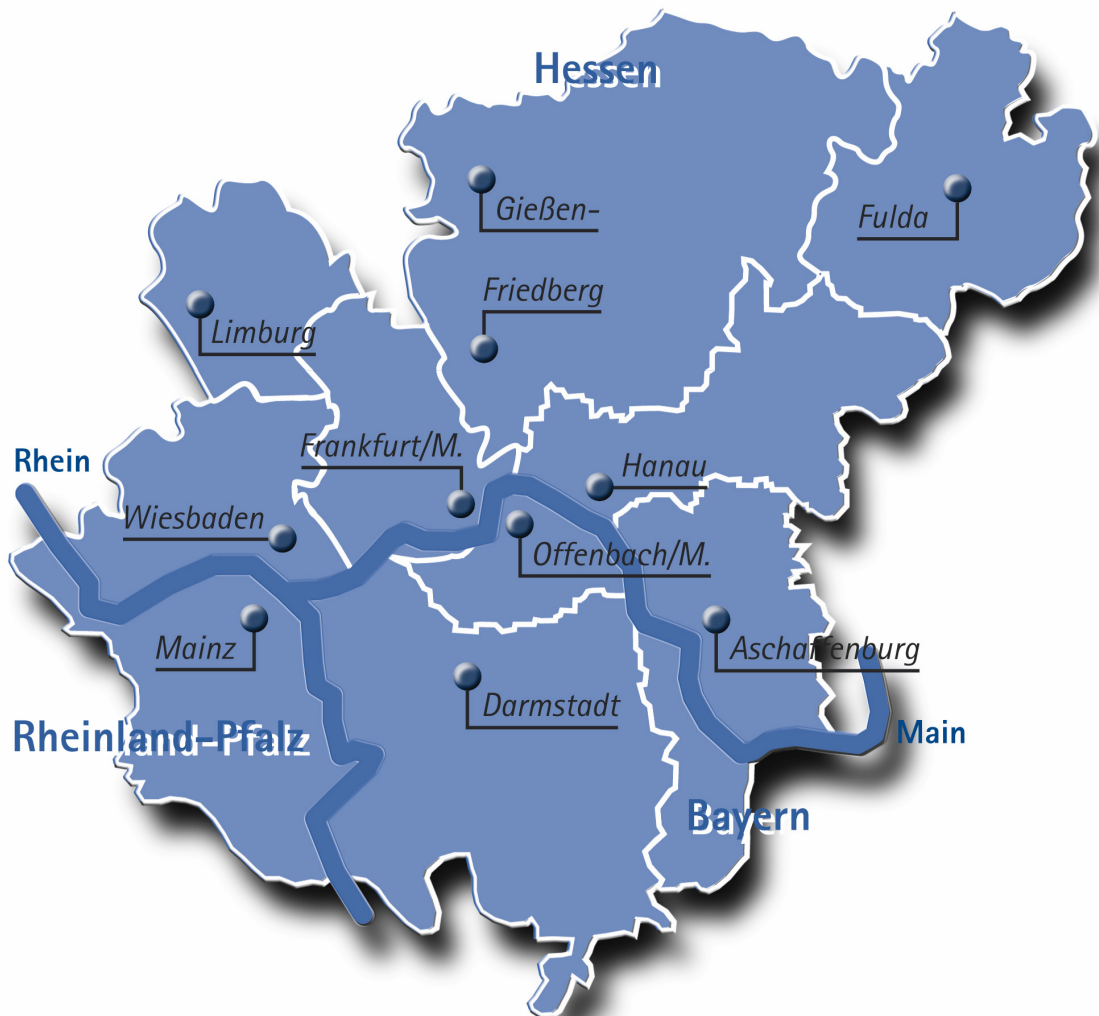 Hessen
Gießen-
Fulda
Friedberg
Limburg
Frankfurt/M.
Rhein
Hanau
Wiesbaden
Offenbach/M.
Mainz
Aschaffenburg
Darmstadt
Rheinland-Pfalz
Main
Bayern